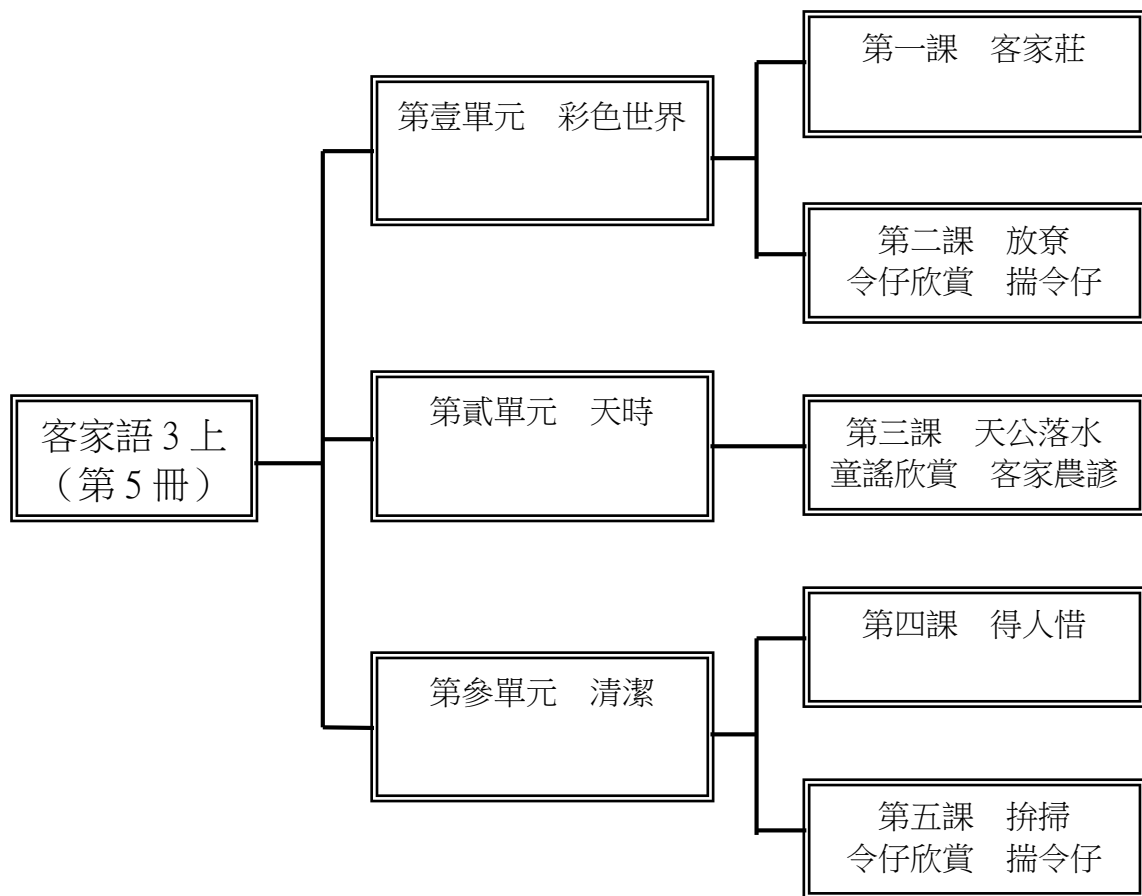 客家語 3 上
（第 5 冊）
第壹單元　彩色世界
第一課　客家莊
第二課　放尞
令仔欣賞　揣令仔
第貳單元　天時
第三課　天公落水
童謠欣賞　客家農諺
第參單元　清潔
第四課　得人惜
第五課　拚掃
令仔欣賞　揣令仔